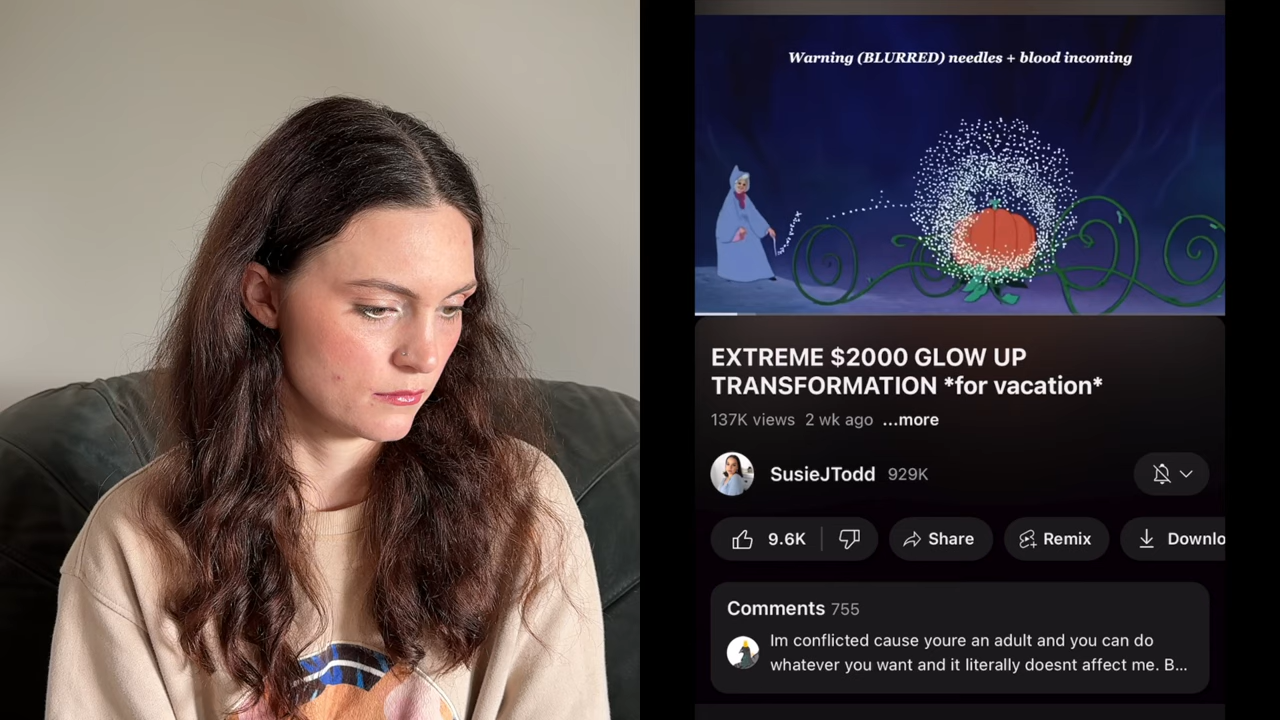 Warning (BLURRED) needles + blood incoming
EXTREME $2000 GLOW UP
TRANSFORMATION *for vacation*
137K views 2 wk ago ...more
SusieJTodd 929K
9.6K Share Remix Downlo
Comments 755
Im conflicted cause youre an adult and you can do
whatever you want and it literally doesnt affect me. B...